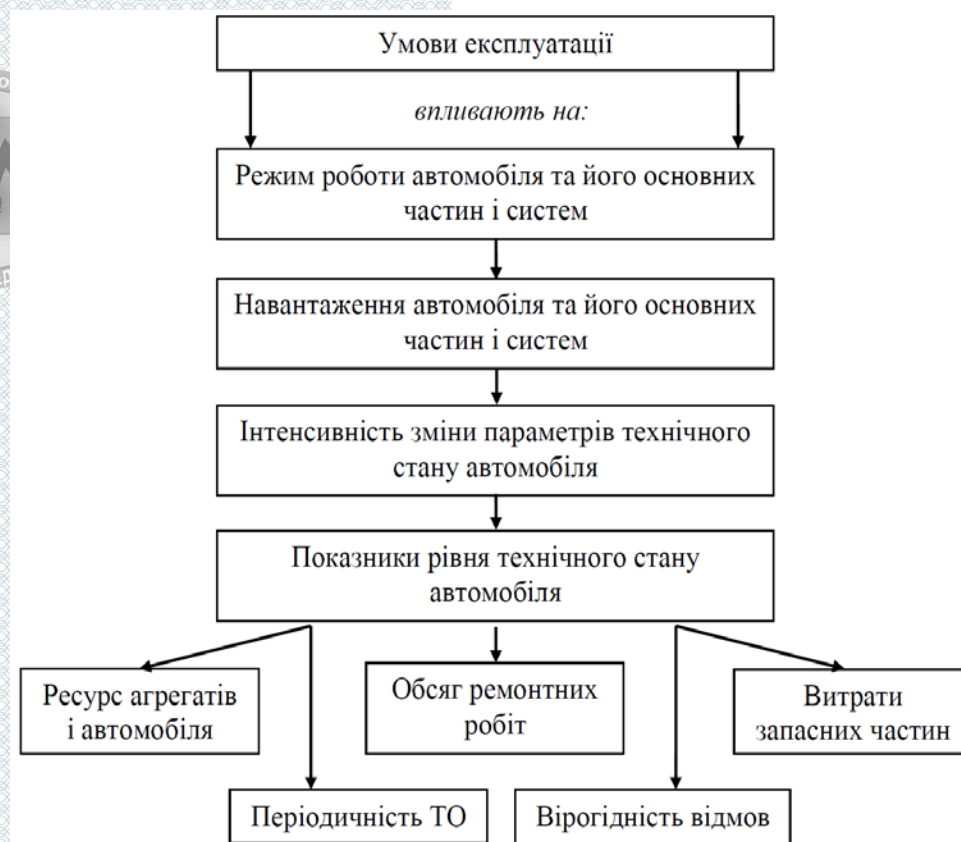 Умови експлуатації
впливають на:
Режим роботи автомобіля та його основних
частин і систем
Навантаження автомобіля та його основних
частин і систем
Інтенсивність зміни параметрів технічного
стану автомобіля
Показники рівня технічного стану
автомобіля
Ресурс агрегатів
і автомобіля
Обсяг ремонтних
робіт
Витрати
запасних частин
Періодичність ТО
Вірогідність відмов